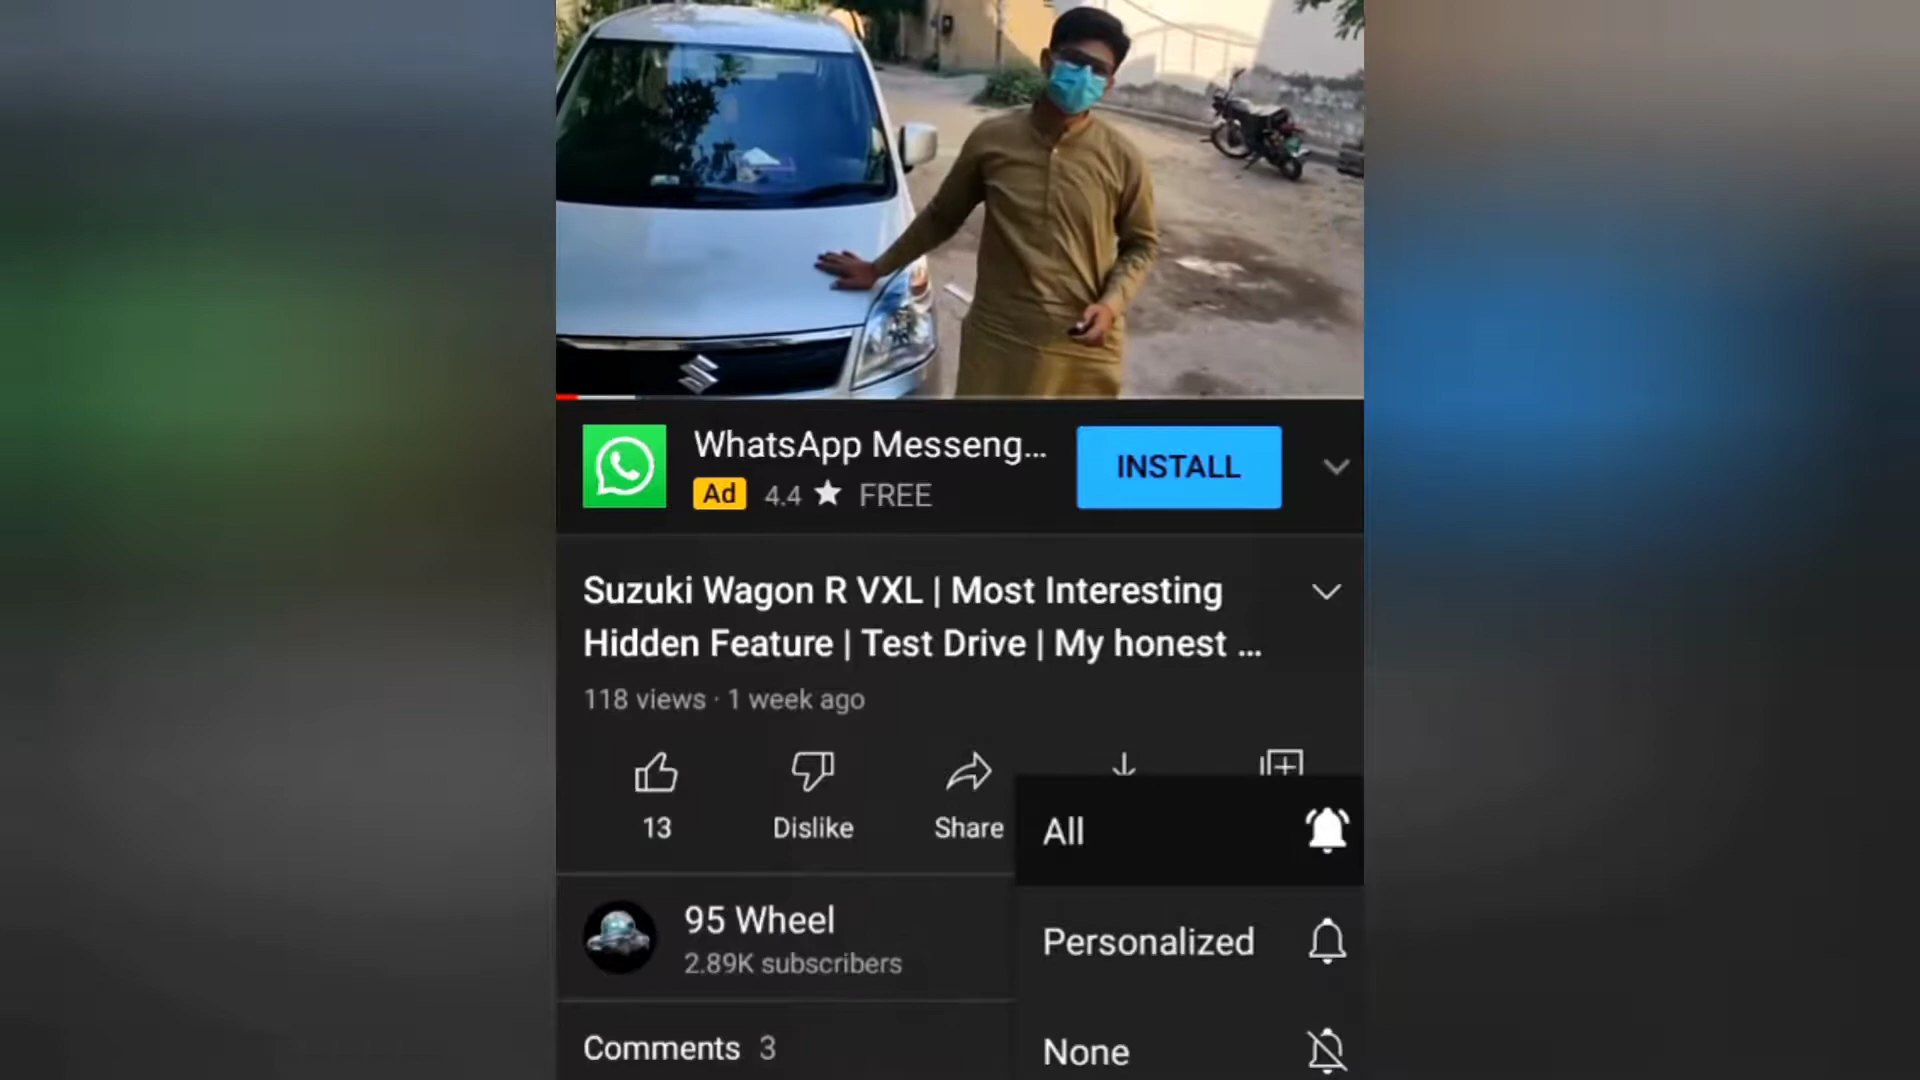 WhatsApp Messeng...
INSTALL
Ad 4.4 ★ FREE
Suzuki Wagon R VXL | Most Interesting
Hidden Feature | Test Drive | My honest ...
118 views · 1 week ago
13
Dislike
Share
All
95 Wheel
2.89K subscribers
Personalized
Comments 3
None